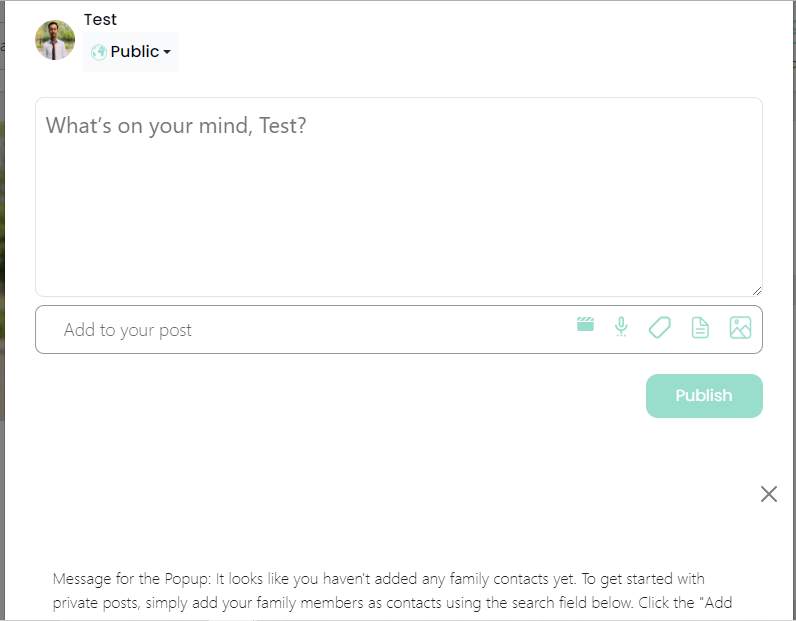 Test
Public
What's on your mind, Test?
Add to your post
Publish
Message for the Popup: It looks like you haven't added any family contacts yet. To get started with
private posts, simply add your family members as contacts using the search field below. Click the "Add